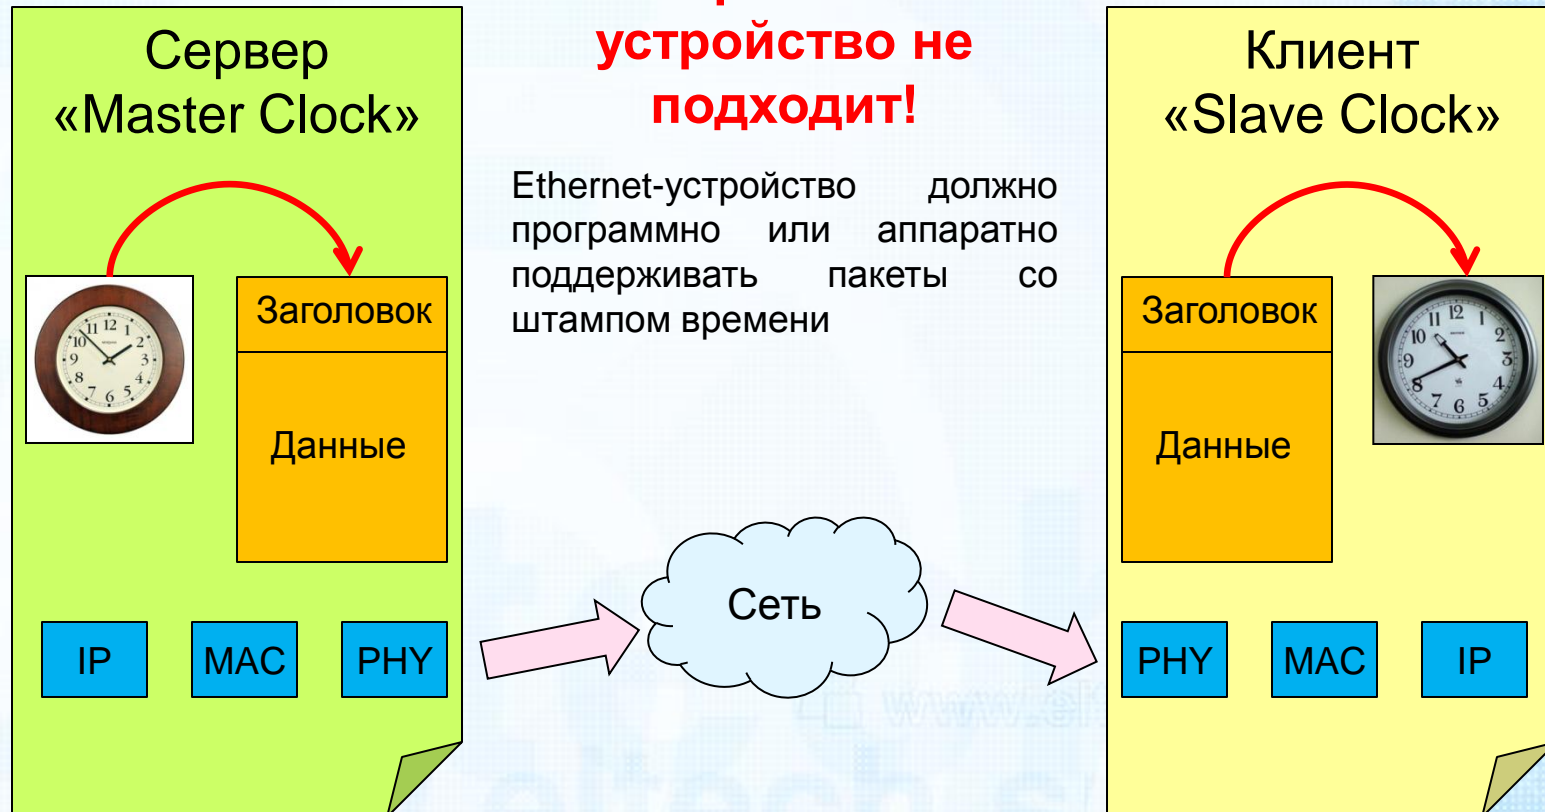 Сервер
«Master Clock»
устройство не
подходит!
Ethernet-устройство должно
программно или аппаратно
поддерживать пакеты со
штампом времени
Клиент
«Slave Clock»
Заголовок
Данные
Заголовок
Данные
Сеть
IP
MAC
PHY
PHY
MAC
IP